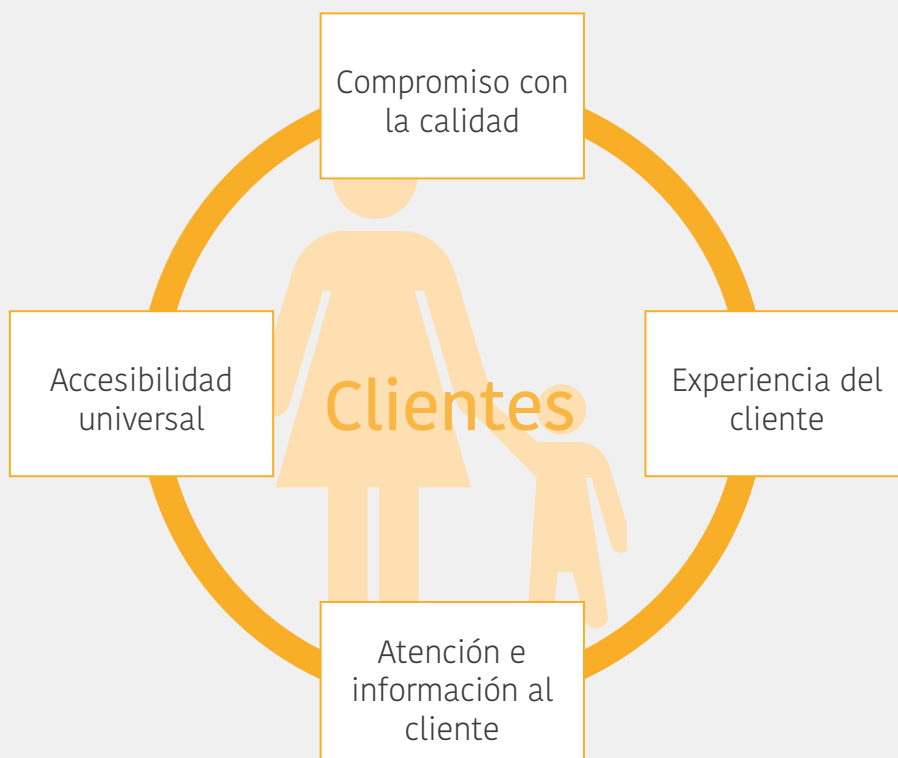 Compromiso con
la calidad
Accesibilidad
universal
Clientes
Experiencia del
cliente
Atención e
información al
cliente